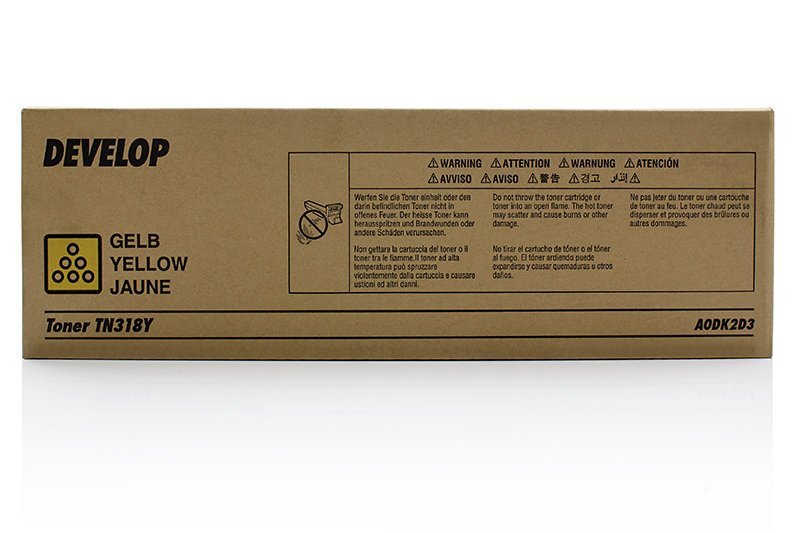 DEVELOP
GELB
YELLOW
JAUNE
⚠WARNING ⚠ATTENTION ⚠WARNUNG ⚠ATENCIÓN
⚠AVVISO ⚠AVISO ⚠警告 ⚠경고 إنذار⚠
Werfen Sie die Toner einheit oder den
darin befindlichen Toner nicht in
offenes Feuer. Der heisse Toner kann
herausspritzen und Brandwunden oder
andere Schäden verursachen.
Do not throw the toner cartridge or
toner into an open flame. The hot toner
may scatter and cause burns or other
damage.
Ne pas jeter du toner ou une cartouche
de toner au feu. Le toner chaud peut se
disperser et provoquer des brûlures ou
autres dommages.
Non gettare la cartuccia del toner o il
toner tra le fiamme.Il toner ad alta
temperatura può spruzzare
violentemente dalla cartuccia e causare
ustioni ed altri danni.
No tirar el cartucho de tóner o el tóner
al fuego. El tóner ardiendo puede
expandirse y causar quemaduras u otros
daños.
Toner TN318Y
A0DK2D3